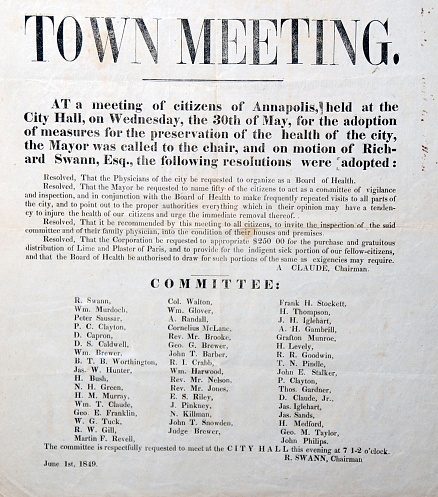 TOWN MEETING.
AT a meeting of citizens of Annapolis, held at the
City Hall, on Wednesday, the 30th of May, for the adoption
of measures for the preservation of the health of the city,
the Mayor was called to the chair, and on motion of Rich-
ard Swann, Esq., the following resolutions were adopted:
Resolved, That the Physicians of the city be requested to organize as a Board of Health.
Resolved, That the Mayor be requested to name fifty of the citizens to act as a committee of vigilance
and inspection, and in conjunction with the Board of Health to make frequently repeated visits to all parts of
the city, and to point out to the proper authorities everything which in their opinion may have a tenden-
cy to injure the health of our citizens and urge the immediate removal thereof.
Resolved, That it be recommended by this meeting to all citizens, to invite the inspection of the said
committee and of their family physician, into the condition of their houses and premises.
Resolved, That the Corporation be requested to appropriate $250 00 for the purchase and gratuitous
distribution of Lime and Plaster of Paris, and to provide for the indigent sick portion of our fellow-citizens,
and that the Board of Health be authorised to draw for such portions of the same as exigencies may require.
A CLAUDE, Chairman.
COMMITTEE:
R. Swann,
Wm. Murdoch,
Peter Sausser,
P. C. Clayton,
D. Capron,
D. S. Caldwell,
Wm. Brewer,
B. T. B. Worthington,
Jas. W. Hunter,
H. Bush,
N. H. Green,
H. M. Murray,
Wm. T. Claude,
Geo. E. Franklin,
W. G. Tuck,
R. W. Gill,
Martin F. Revell,
Col. Walton,
Wm. Glover,
A. Randall,
Cornelius McLane,
Rev. Mr. Brooke,
Geo. G. Brewer,
John T. Barber,
R. I. Crabb,
Wm. Harwood,
Rev. Mr. Nelson,
Rev. Mr. Jones,
E. S. Riley,
J. Pinkney,
N. Killman,
John T. Snowden,
Judge Brewer,
Frank H. Stockett,
H. Thompson,
J. H. Iglehart,
A. H. Gambrill,
Grafton Munroe,
H. Levely,
R. R. Goodwin,
T. N. Pindle,
John E. Stalker,
P. Clayton,
Thos. Gardner,
D. Claude, Jr.,
Jas. Iglehart,
Jas. Sands,
H. Medford,
Geo. M. Taylor,
John Philips.
The committee is respectfully requested to meet at the CITY HALL this evening at 7 1-2 o'clock.
R. SWANN, Chairman
June 1st, 1849.